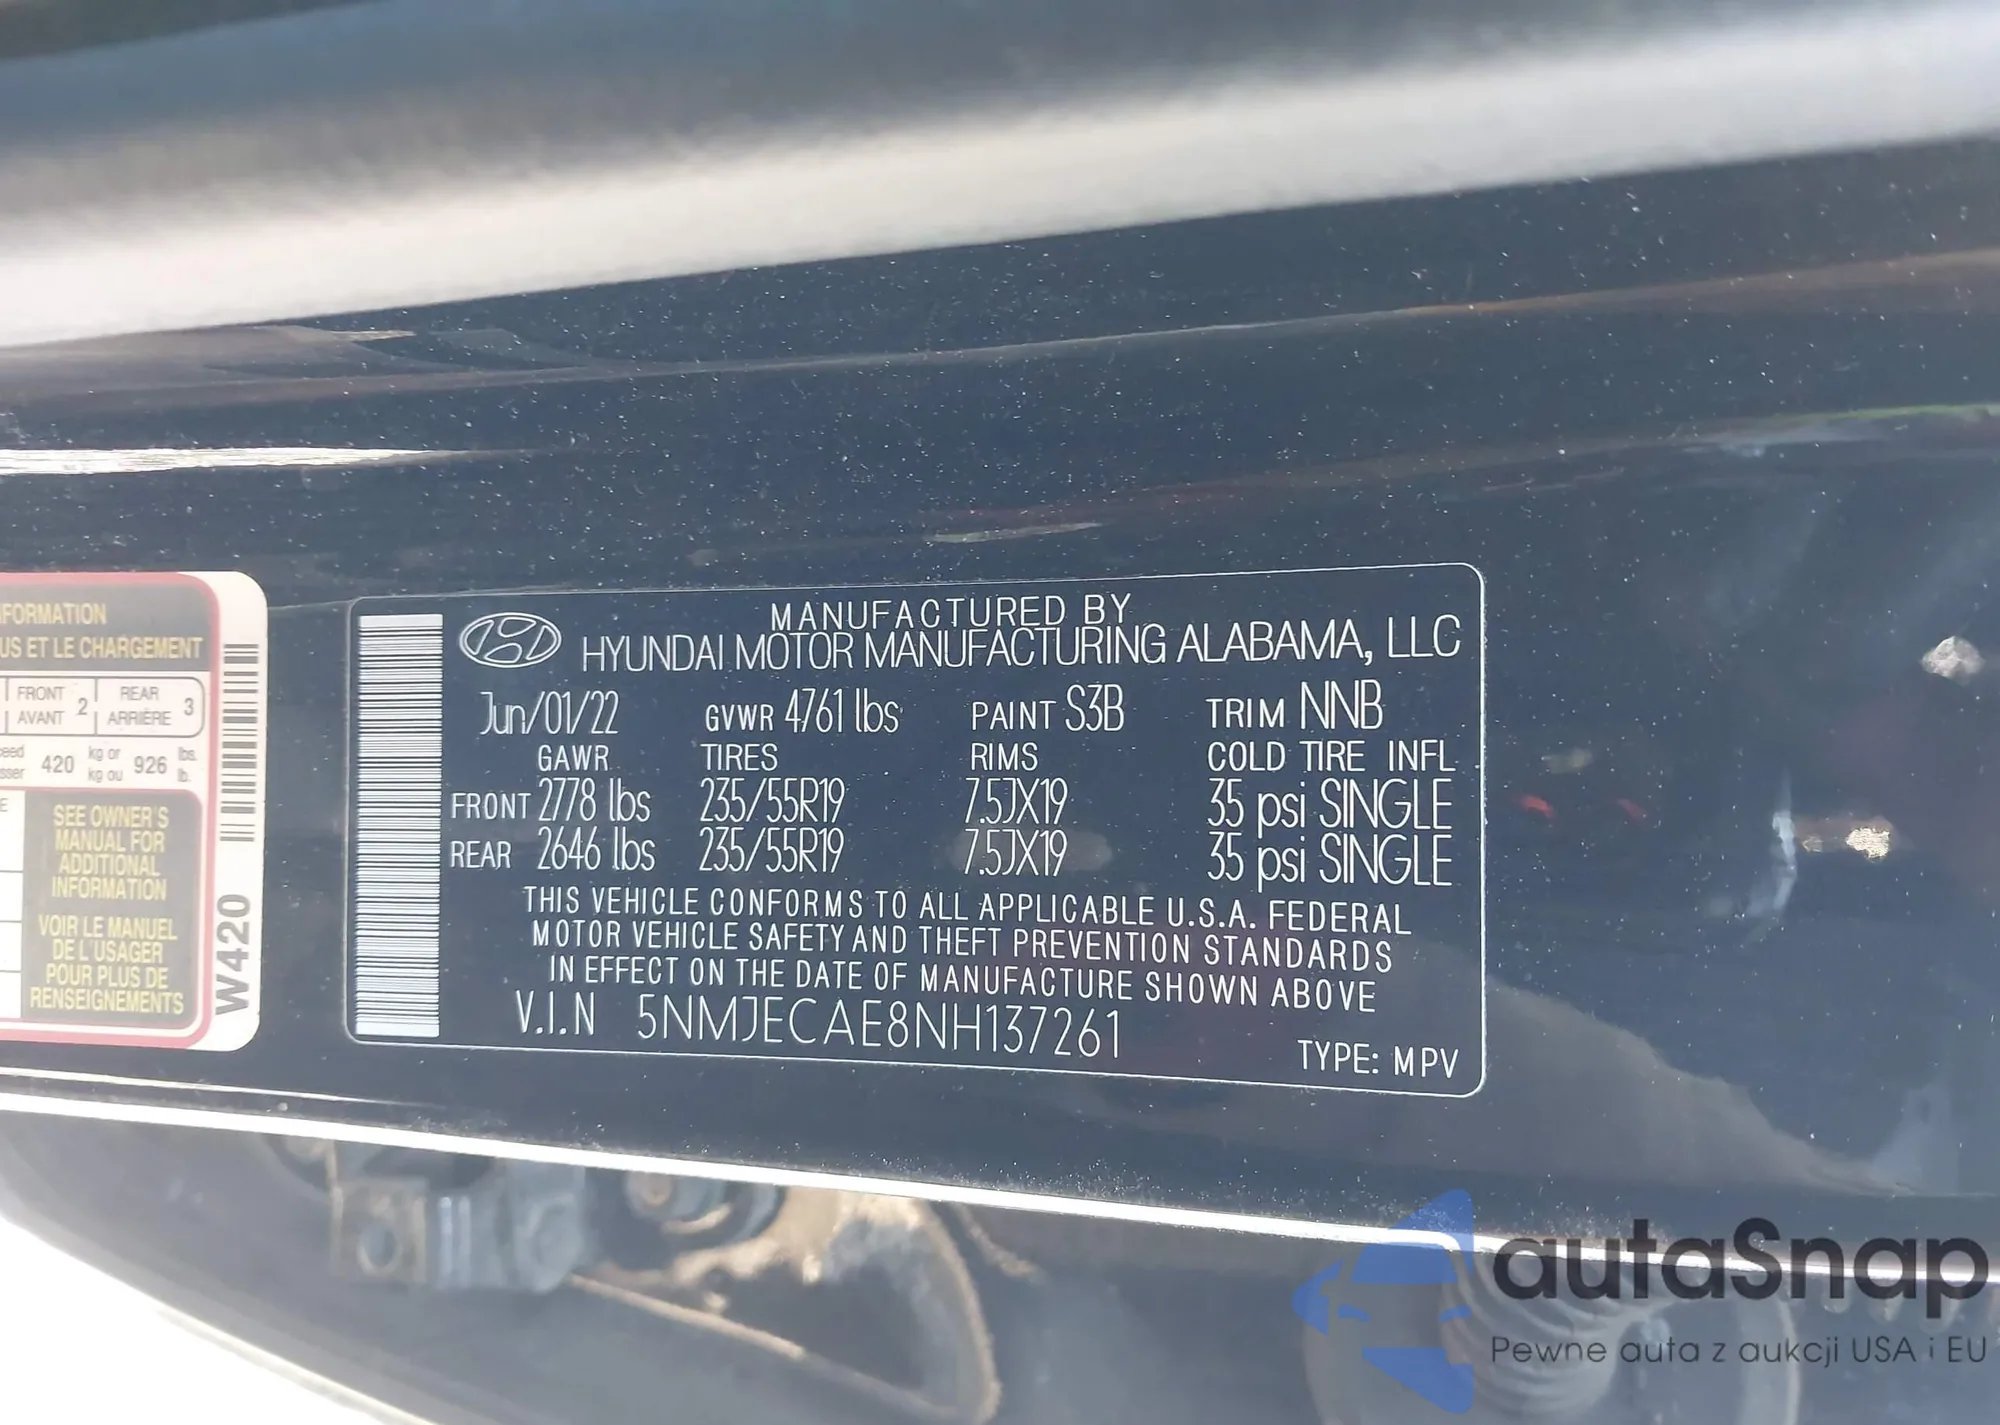 FORMATION
US ET LE CHARGEMENT
FRONT 2 REAR 3
AVANT ARRIÈRE
420 kg or 926 lbs.
kg ou lb.
SEE OWNER'S
MANUAL FOR
ADDITIONAL
INFORMATION
VOIR LE MANUEL
DE L'USAGER
POUR PLUS DE
RENSEIGNEMENTS
W420
MANUFACTURED BY
HYUNDAI MOTOR MANUFACTURING ALABAMA, LLC
Jun/01/22 GVWR 4761 lbs PAINT S3B TRIM NNB
GAWR TIRES RIMS COLD TIRE INFL
FRONT 2778 lbs 235/55R19 7.5JX19 35 psi SINGLE
REAR 2646 lbs 235/55R19 7.5JX19 35 psi SINGLE
THIS VEHICLE CONFORMS TO ALL APPLICABLE U.S.A. FEDERAL
MOTOR VEHICLE SAFETY AND THEFT PREVENTION STANDARDS
IN EFFECT ON THE DATE OF MANUFACTURE SHOWN ABOVE
V.I.N 5NMJECAE8NH137261
TYPE: MPV
autaSnap
Pewne auta z aukcji USA i EU